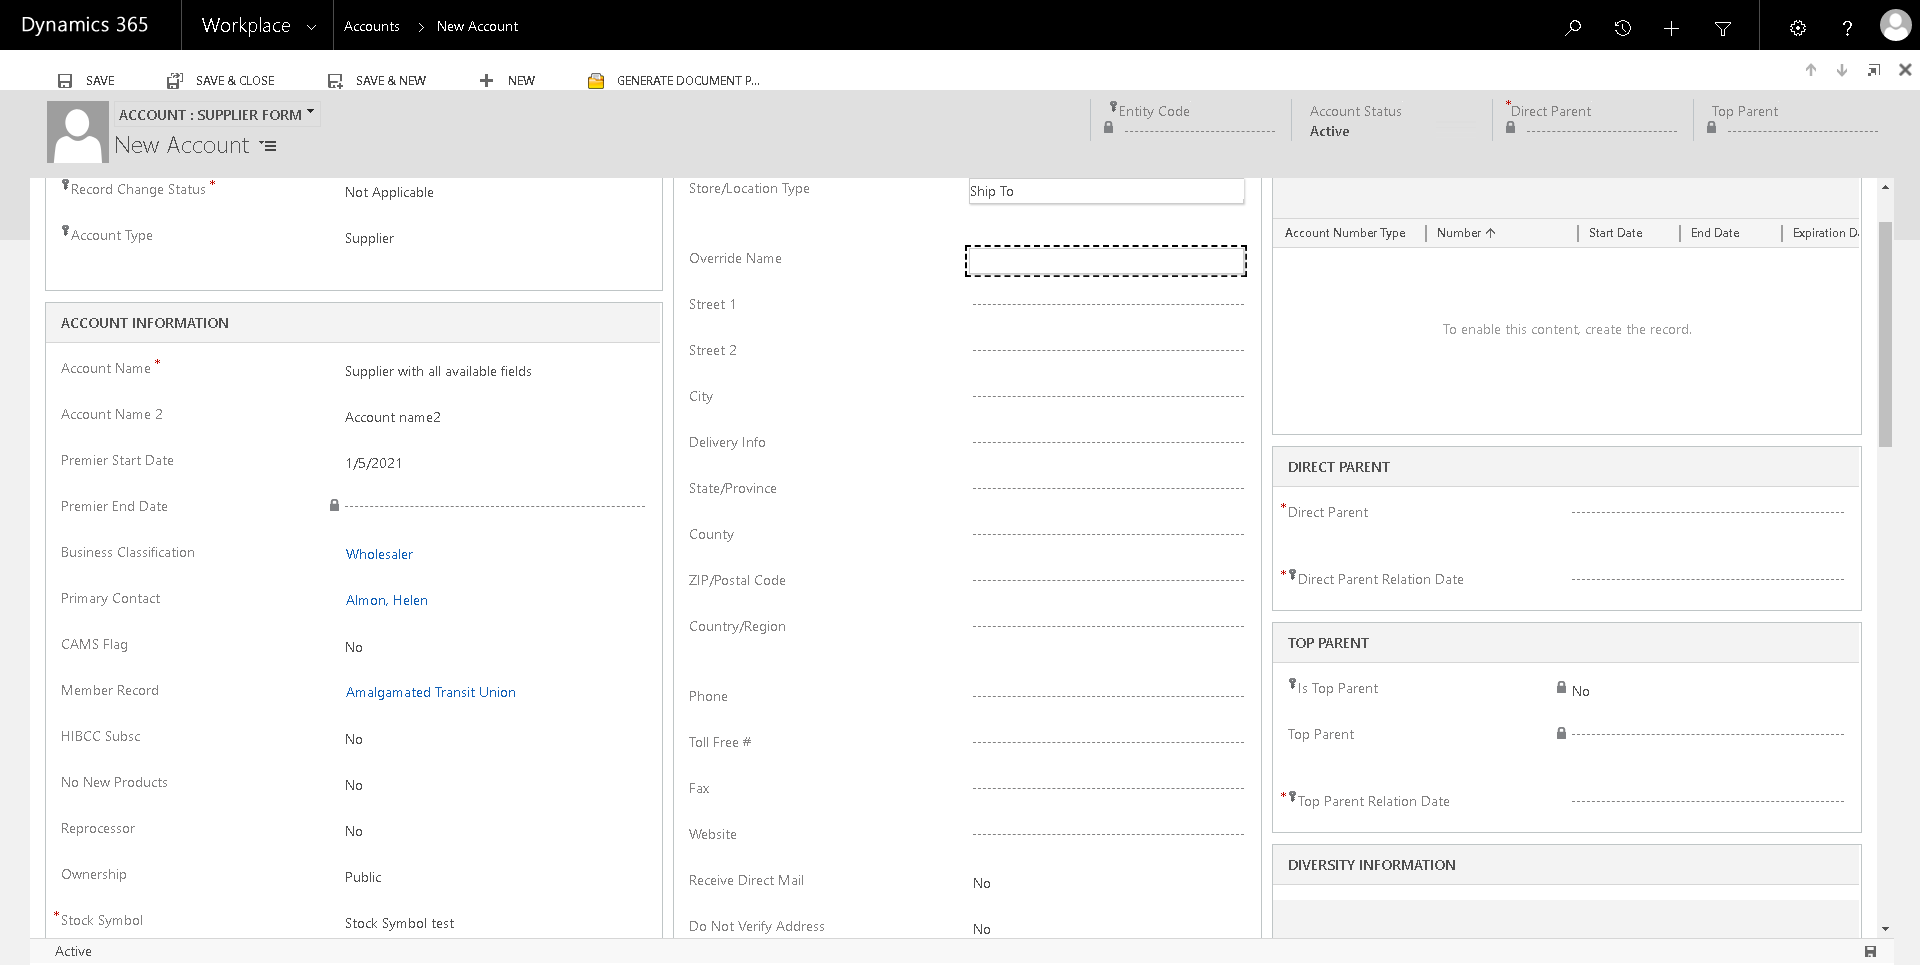 Dynamics 365 Workplace Accounts > New Account ?
SAVE SAVE & CLOSE SAVE & NEW NEW GENERATE DOCUMENT P...
ACCOUNT : SUPPLIER FORM
New Account
Entity Code
Account Status
Active
*Direct Parent
Top Parent
Record Change Status * Not Applicable
Account Type Supplier
ACCOUNT INFORMATION
Account Name * Supplier with all available fields
Account Name 2 Account name2
Premier Start Date 1/5/2021
Premier End Date
Business Classification Wholesaler
Primary Contact Almon, Helen
CAMS Flag No
Member Record Amalgamated Transit Union
HIBCC Subsc No
No New Products No
Reprocessor No
Ownership Public
*Stock Symbol Stock Symbol test
Store/Location Type Ship To
Override Name
Street 1
Street 2
City
Delivery Info
State/Province
County
ZIP/Postal Code
Country/Region
Phone
Toll Free #
Fax
Website
Receive Direct Mail No
Do Not Verify Address No
Account Number Type Number Start Date End Date Expiration D
To enable this content, create the record.
DIRECT PARENT
*Direct Parent
*Direct Parent Relation Date
TOP PARENT
Is Top Parent No
Top Parent
*Top Parent Relation Date
DIVERSITY INFORMATION
Active